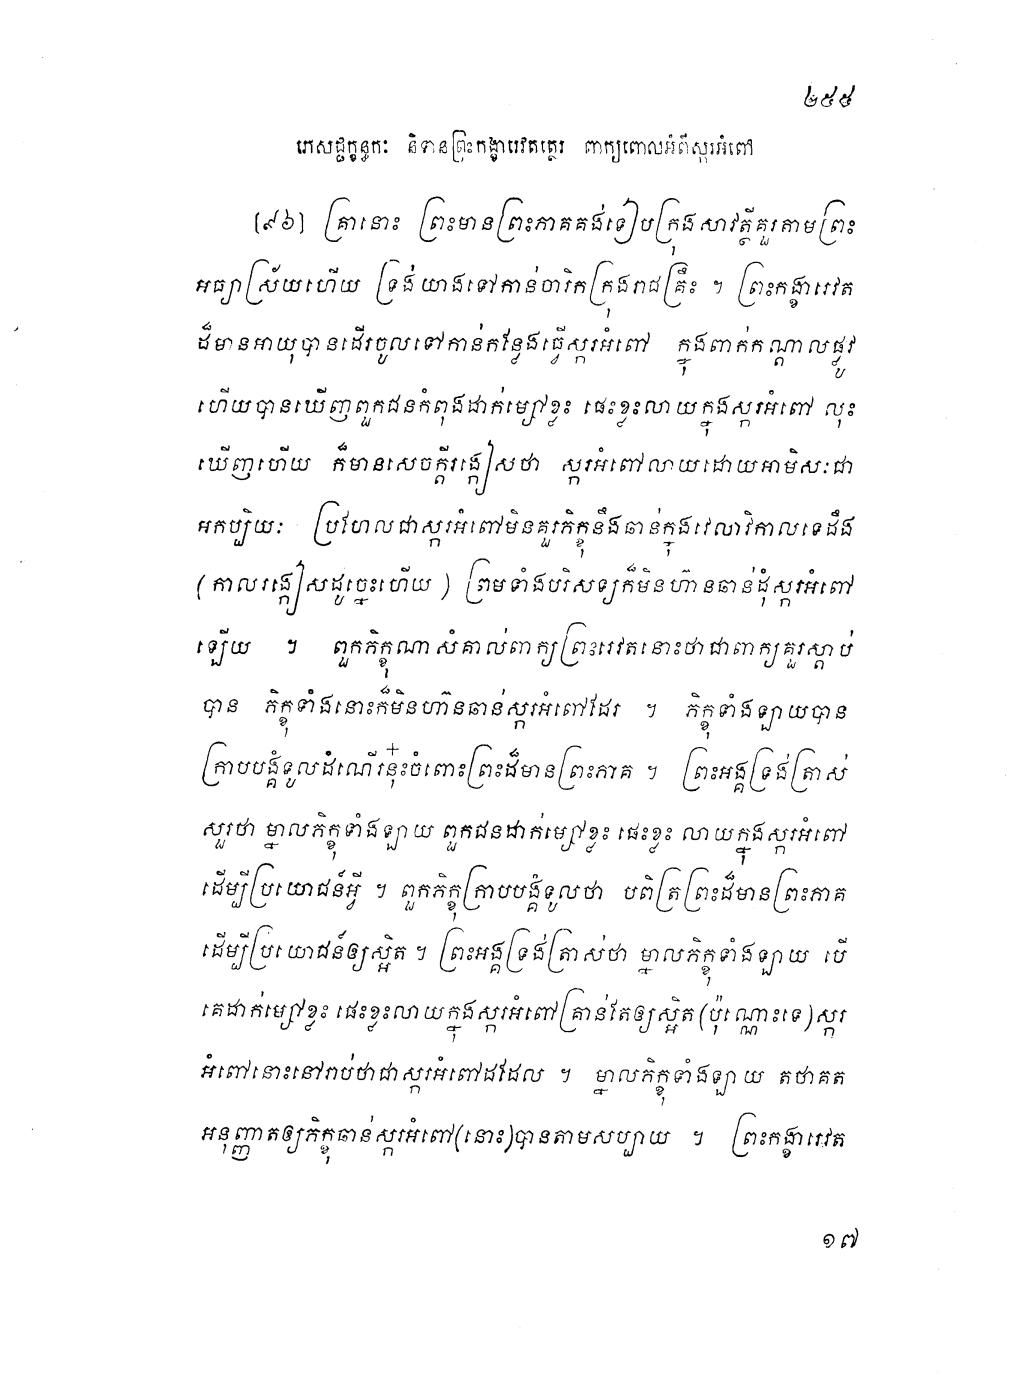 ២៥៥
ភេសជ្ជក្ខន្ធកៈ និទានព្រះកង្ខារេវតត្ថេរ ពាក្យពោលអំពីស្ករអំពៅ
[៩៦] គ្រានោះ ព្រះមានព្រះភាគគង់ទៀបក្រុងសាវត្ថីគួរតាមព្រះ
អធ្យាស្រ័យហើយ ទ្រង់យាងទៅកាន់ចារិកក្រុងរាជគ្រឹះ ។ ព្រះកង្ខារេវត
ដ៏មានអាយុបានដើរចូលទៅកាន់កន្លែងធ្វើស្ករអំពៅ ក្នុងពាក់កណ្តាលផ្លូវ
ហើយបានឃើញពួកជនកំពុងដាក់ម្សៅខ្លះ ផេះខ្លះលាយក្នុងស្ករអំពៅ លុះ
ឃើញហើយ ក៏មានសេចក្តីរង្កៀសថា ស្ករអំពៅលាយដោយអាមិសៈជា
អកប្បិយៈ ប្រហែលជាស្ករអំពៅមិនគួរភិក្ខុនឹងឆាន់ក្នុងវេលាវិកាលទេដឹង
(កាលរង្កៀសដូច្នេះហើយ) ព្រមទាំងបរិសទ្យក៏មិនហ៊ានឆាន់ដុំស្ករអំពៅ
ឡើយ ។ ពួកភិក្ខុណាសំគាល់ពាក្យព្រះរេវតនោះថាជាពាក្យគួរស្តាប់
បាន ភិក្ខុទាំងនោះក៏មិនហ៊ានឆាន់ស្ករអំពៅដែរ ។ ភិក្ខុទាំងឡាយបាន
ក្រាបបង្គំទូលដំណើរនុ៎ះចំពោះព្រះដ៏មានព្រះភាគ ។ ព្រះអង្គទ្រង់ត្រាស់
សួរថា ម្នាលភិក្ខុទាំងឡាយ ពួកជនដាក់ម្សៅខ្លះ ផេះខ្លះ លាយក្នុងស្ករអំពៅ
ដើម្បីប្រយោជន៍អ្វី ។ ពួកភិក្ខុក្រាបបង្គំទូលថា បពិត្រព្រះដ៏មានព្រះភាគ
ដើម្បីប្រយោជន៍ឲ្យស្អិត ។ ព្រះអង្គទ្រង់ត្រាស់ថា ម្នាលភិក្ខុទាំងឡាយ បើ
គេដាក់ម្សៅខ្លះ ផេះខ្លះលាយក្នុងស្ករអំពៅគ្រាន់តែឲ្យស្អិត(ប៉ុណ្ណោះទេ)ស្ករ
អំពៅនោះនៅរាប់ថាជាស្ករអំពៅដដែល ។ ម្នាលភិក្ខុទាំងឡាយ តថាគត
អនុញ្ញាតឲ្យភិក្ខុឆាន់ស្ករអំពៅ(នោះ)បានតាមសប្បាយ ។ ព្រះកង្ខារេវត
១៧